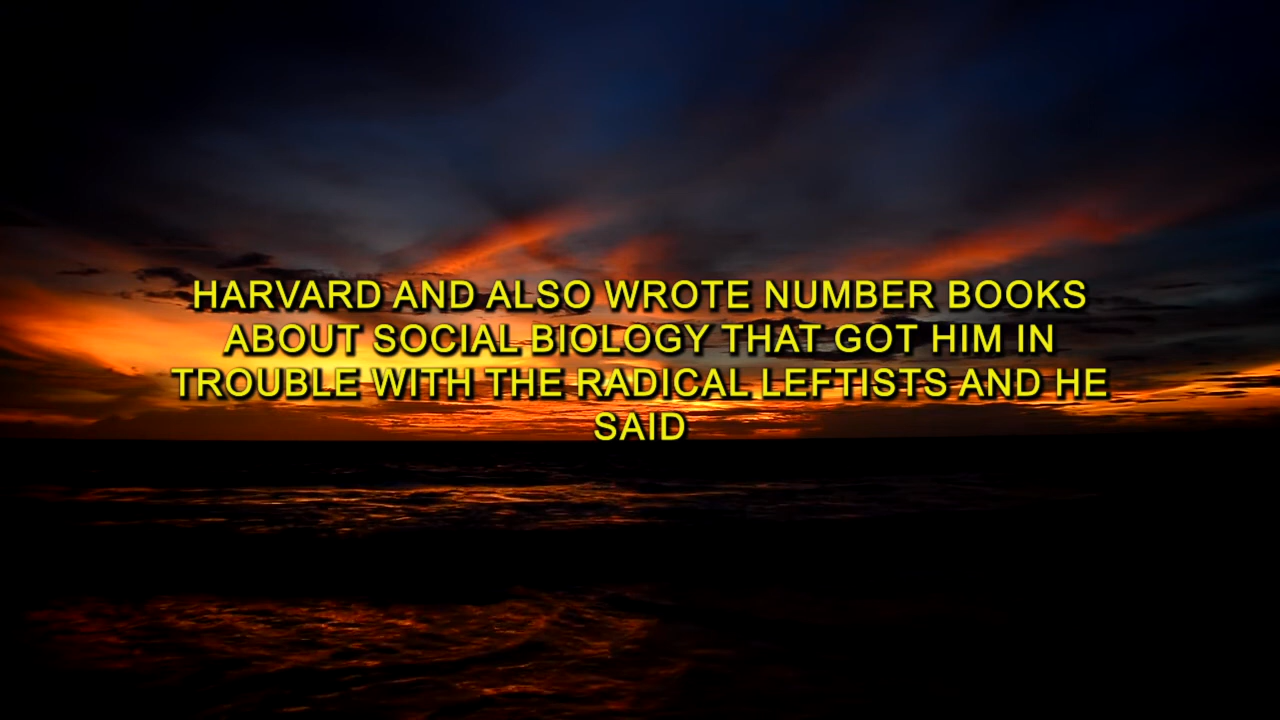 HARVARD AND ALSO WROTE NUMBER BOOKS
ABOUT SOCIAL BIOLOGY THAT GOT HIM IN
TROUBLE WITH THE RADICAL LEFTISTS AND HE
SAID